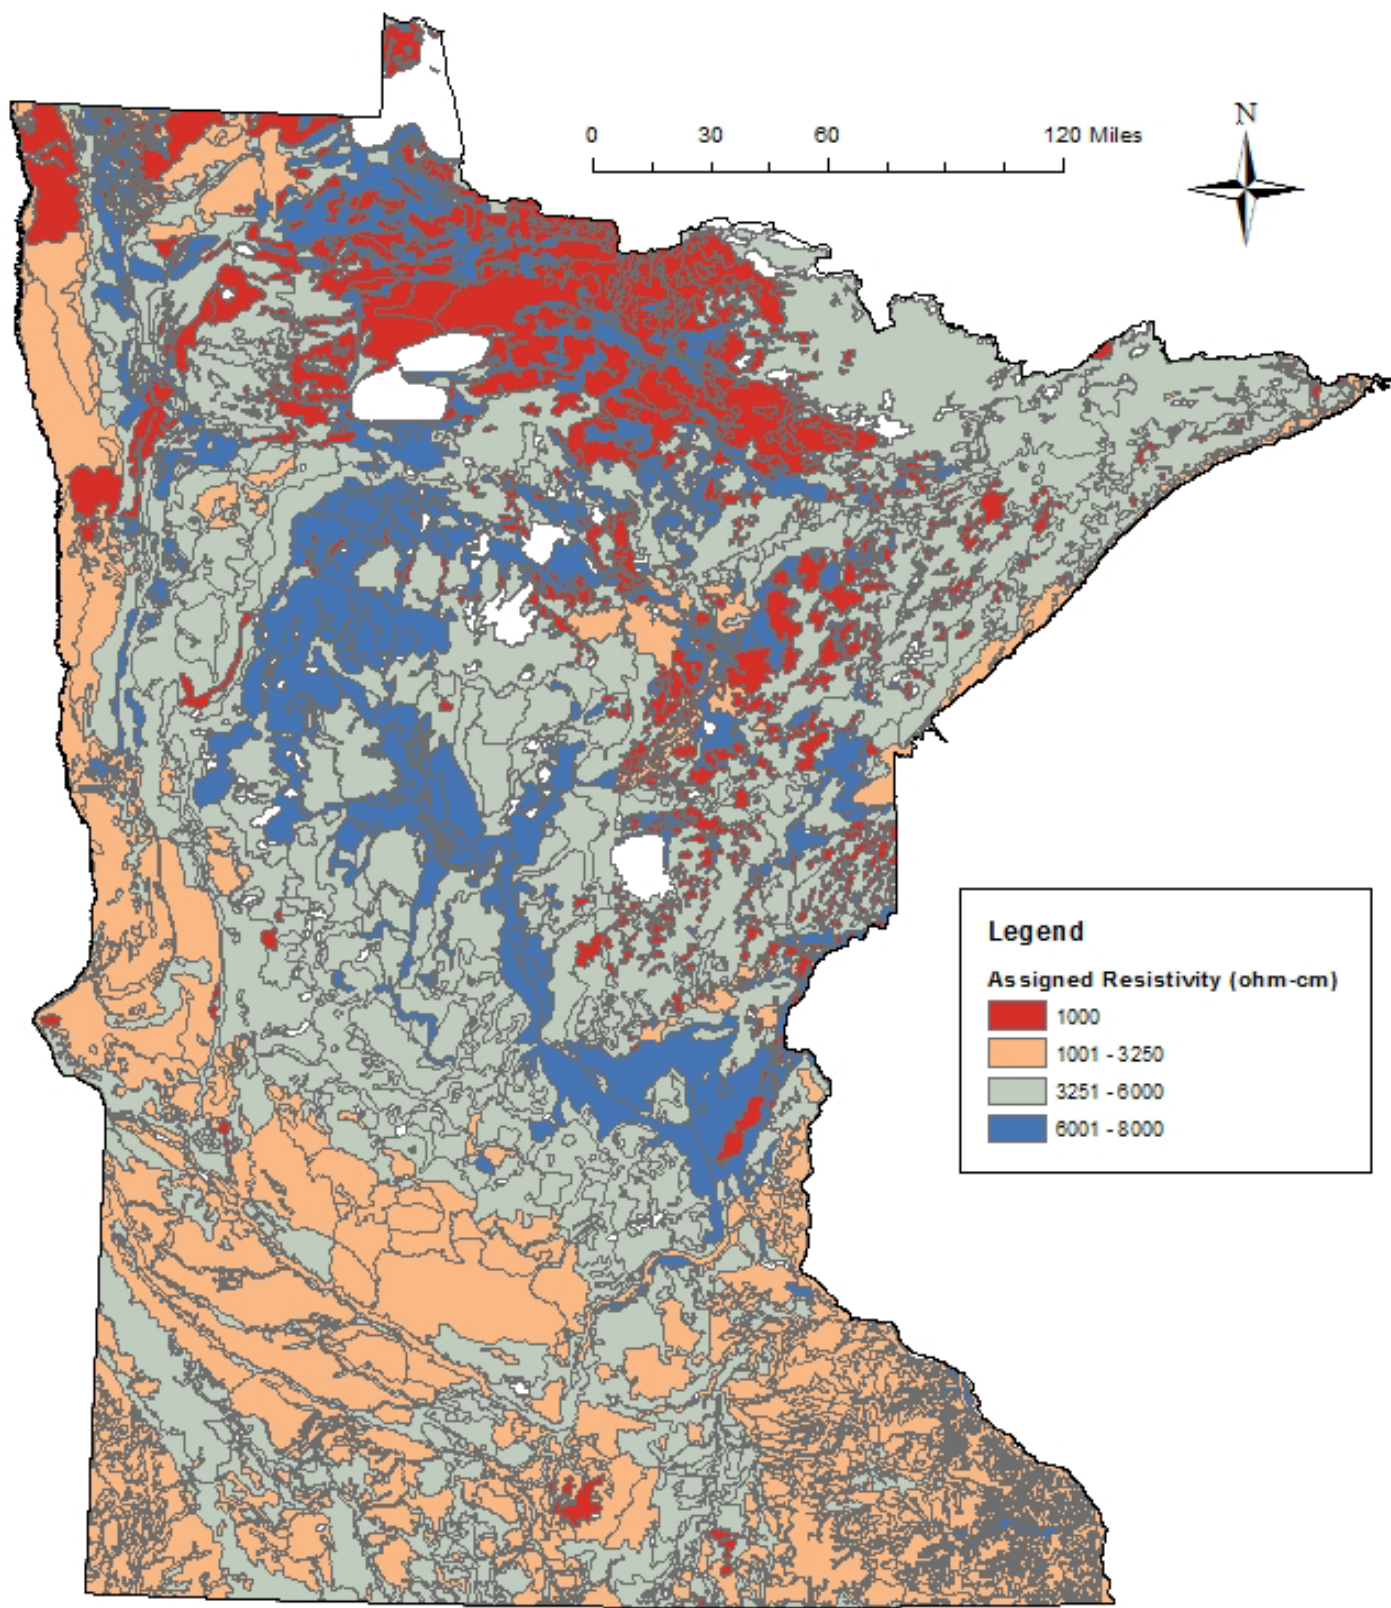 N
0 30 60 120 Miles
Legend
Assigned Resistivity (ohm-cm)
1000
1001 - 3250
3251 - 6000
6001 - 8000